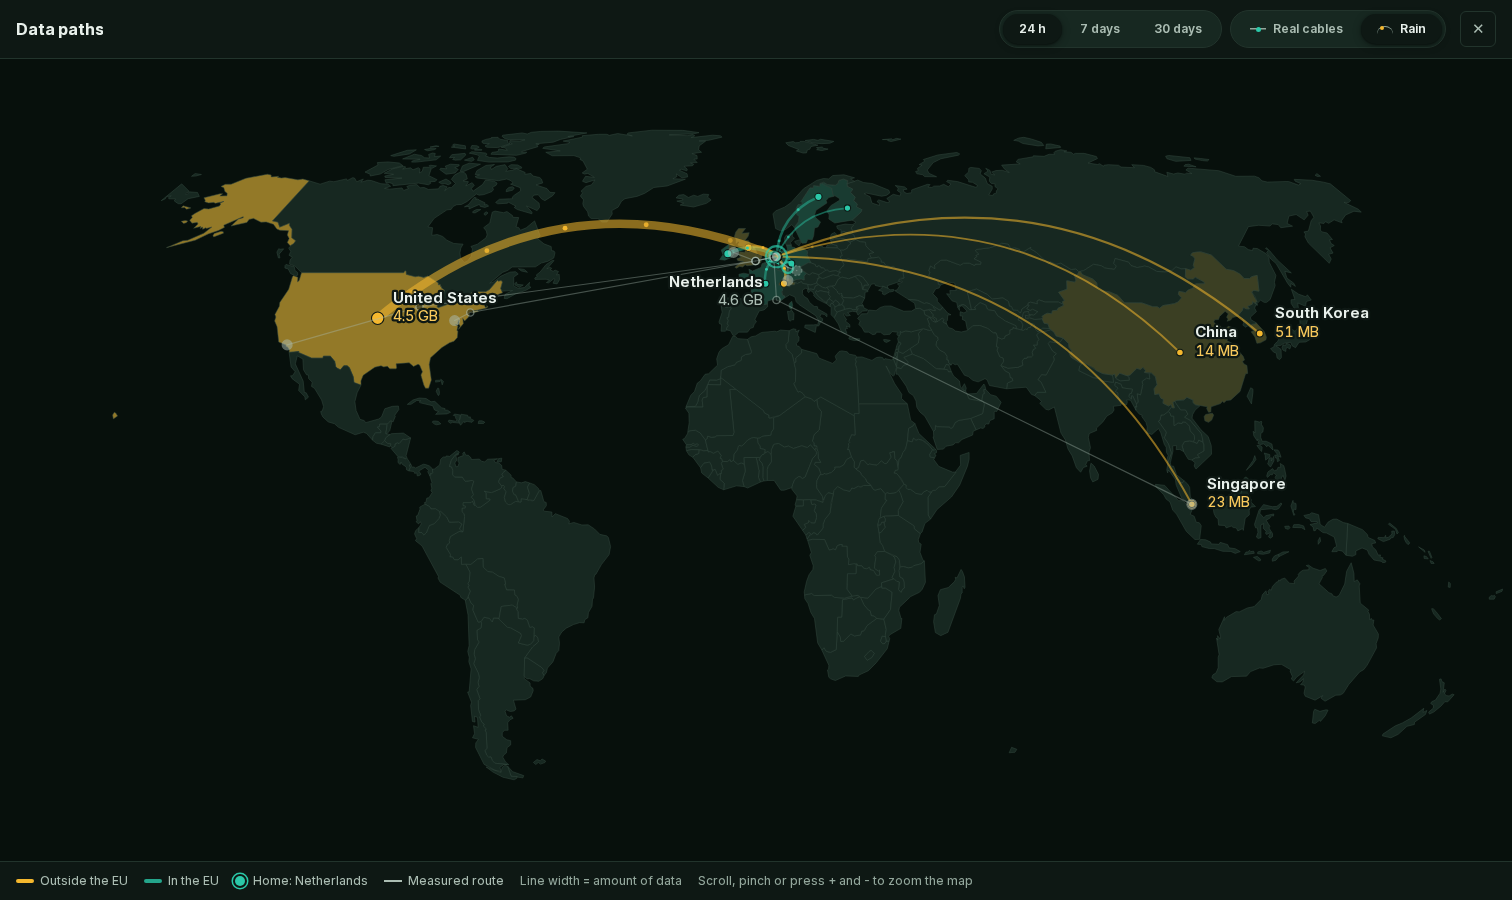 Data paths
24 h
7 days
30 days
Real cables
Rain
United States
4.5 GB
Netherlands
4.6 GB
South Korea
51 MB
China
14 MB
Singapore
23 MB
Outside the EU
In the EU
Home: Netherlands
Measured route
Line width = amount of data
Scroll, pinch or press + and - to zoom the map